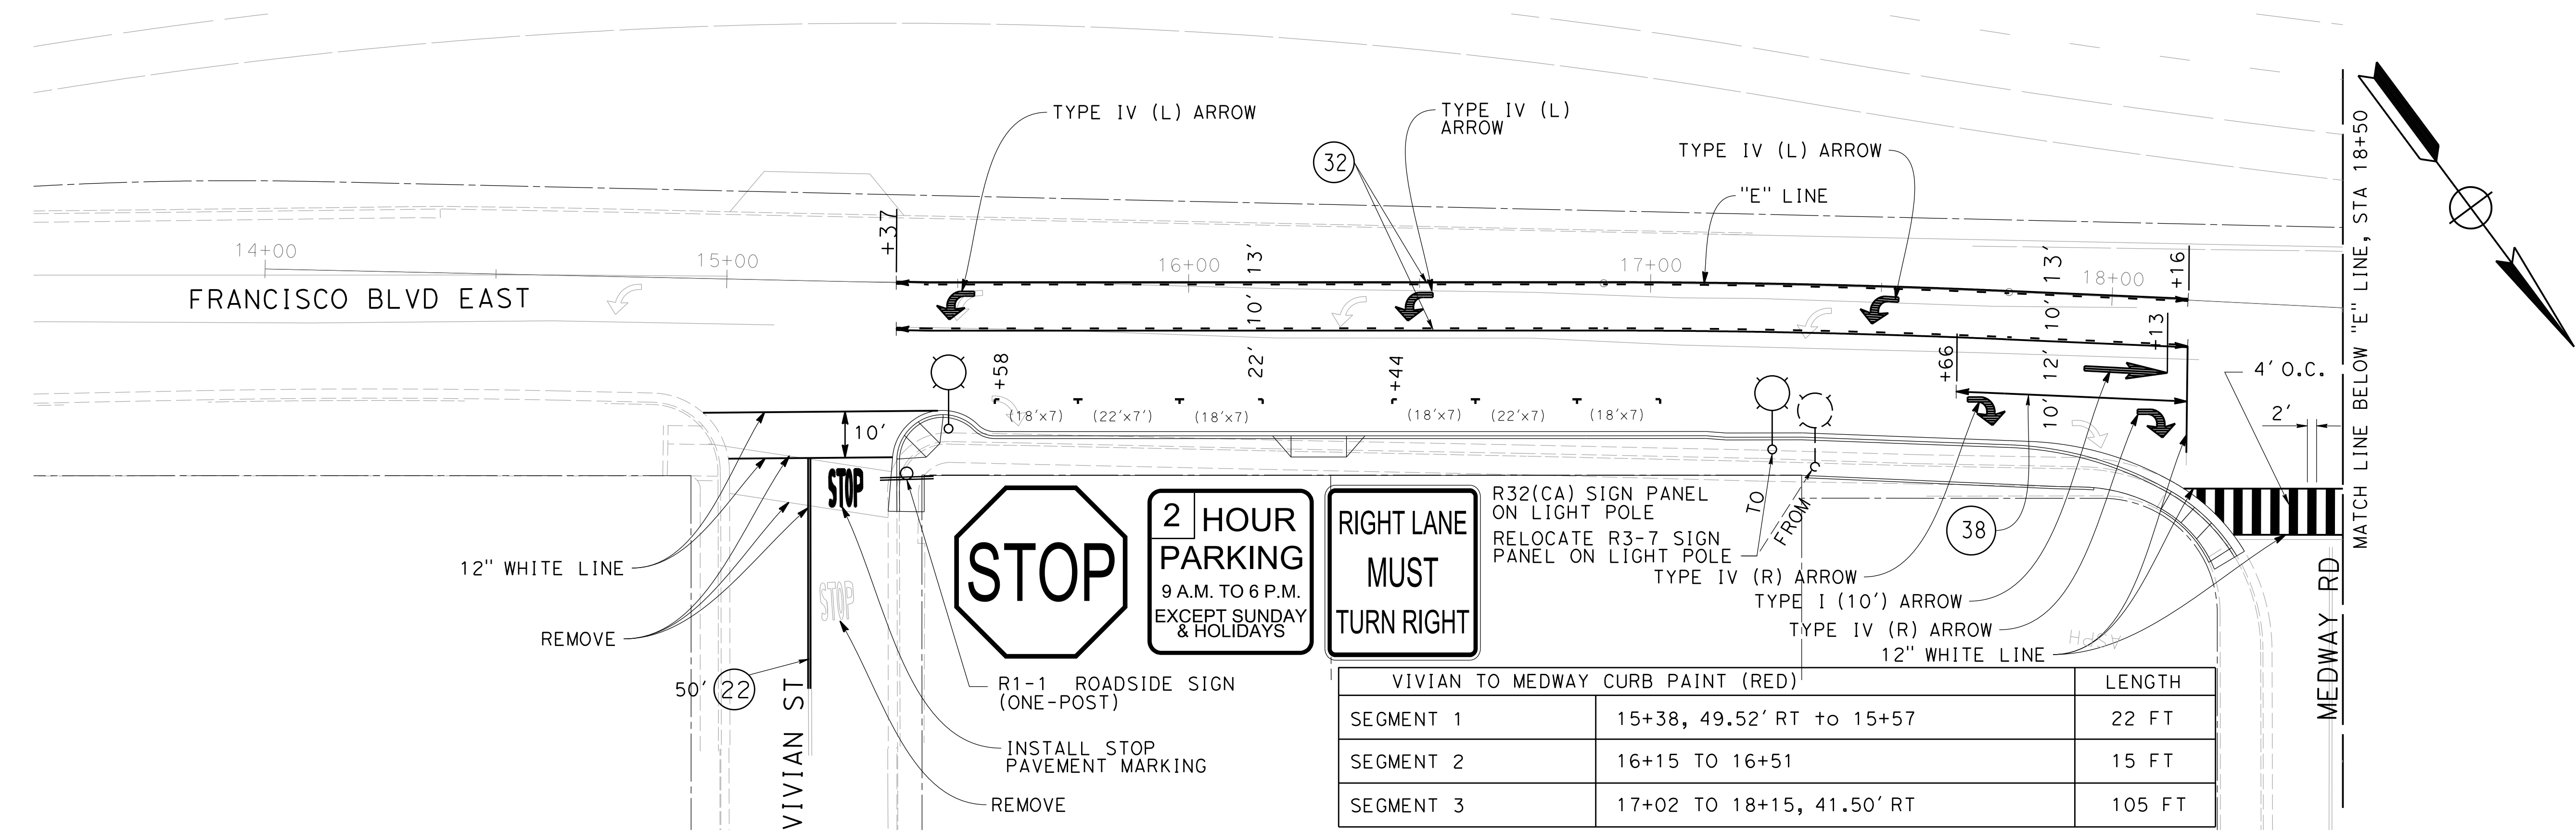 TYPE IV (L) ARROW
TYPE IV (L)
ARROW
32
TYPE IV (L) ARROW
"E" LINE
MATCH LINE BELOW "E" LINE, STA 18+50
+37
14+00
15+00
16+00
13'
17+00
13'
18+00
+16
FRANCISCO BLVD EAST
10'
10'
+13
+58
22'
+44
+66
12'
4' O.C.
(18'x7)
(22'x7')
(18'x7)
(18'x7)
(22'x7)
(18'x7)
10'
2'
10'
STOP
STOP
2 HOUR
PARKING
9 A.M. TO 6 P.M.
EXCEPT SUNDAY
& HOLIDAYS
RIGHT LANE
MUST
TURN RIGHT
R32(CA) SIGN PANEL
ON LIGHT POLE
RELOCATE R3-7 SIGN
PANEL ON LIGHT POLE
TO
FROM
38
12" WHITE LINE
STOP
TYPE IV (R) ARROW
TYPE I (10') ARROW
TYPE IV (R) ARROW
12" WHITE LINE
ASPH
REMOVE
50' 22
VIVIAN ST
MEDWAY RD
R1-1 ROADSIDE SIGN
(ONE-POST)
INSTALL STOP
PAVEMENT MARKING
REMOVE
VIVIAN TO MEDWAY CURB PAINT (RED) LENGTH
SEGMENT 1 15+38, 49.52' RT to 15+57 22 FT
SEGMENT 2 16+15 TO 16+51 15 FT
SEGMENT 3 17+02 TO 18+15, 41.50' RT 105 FT